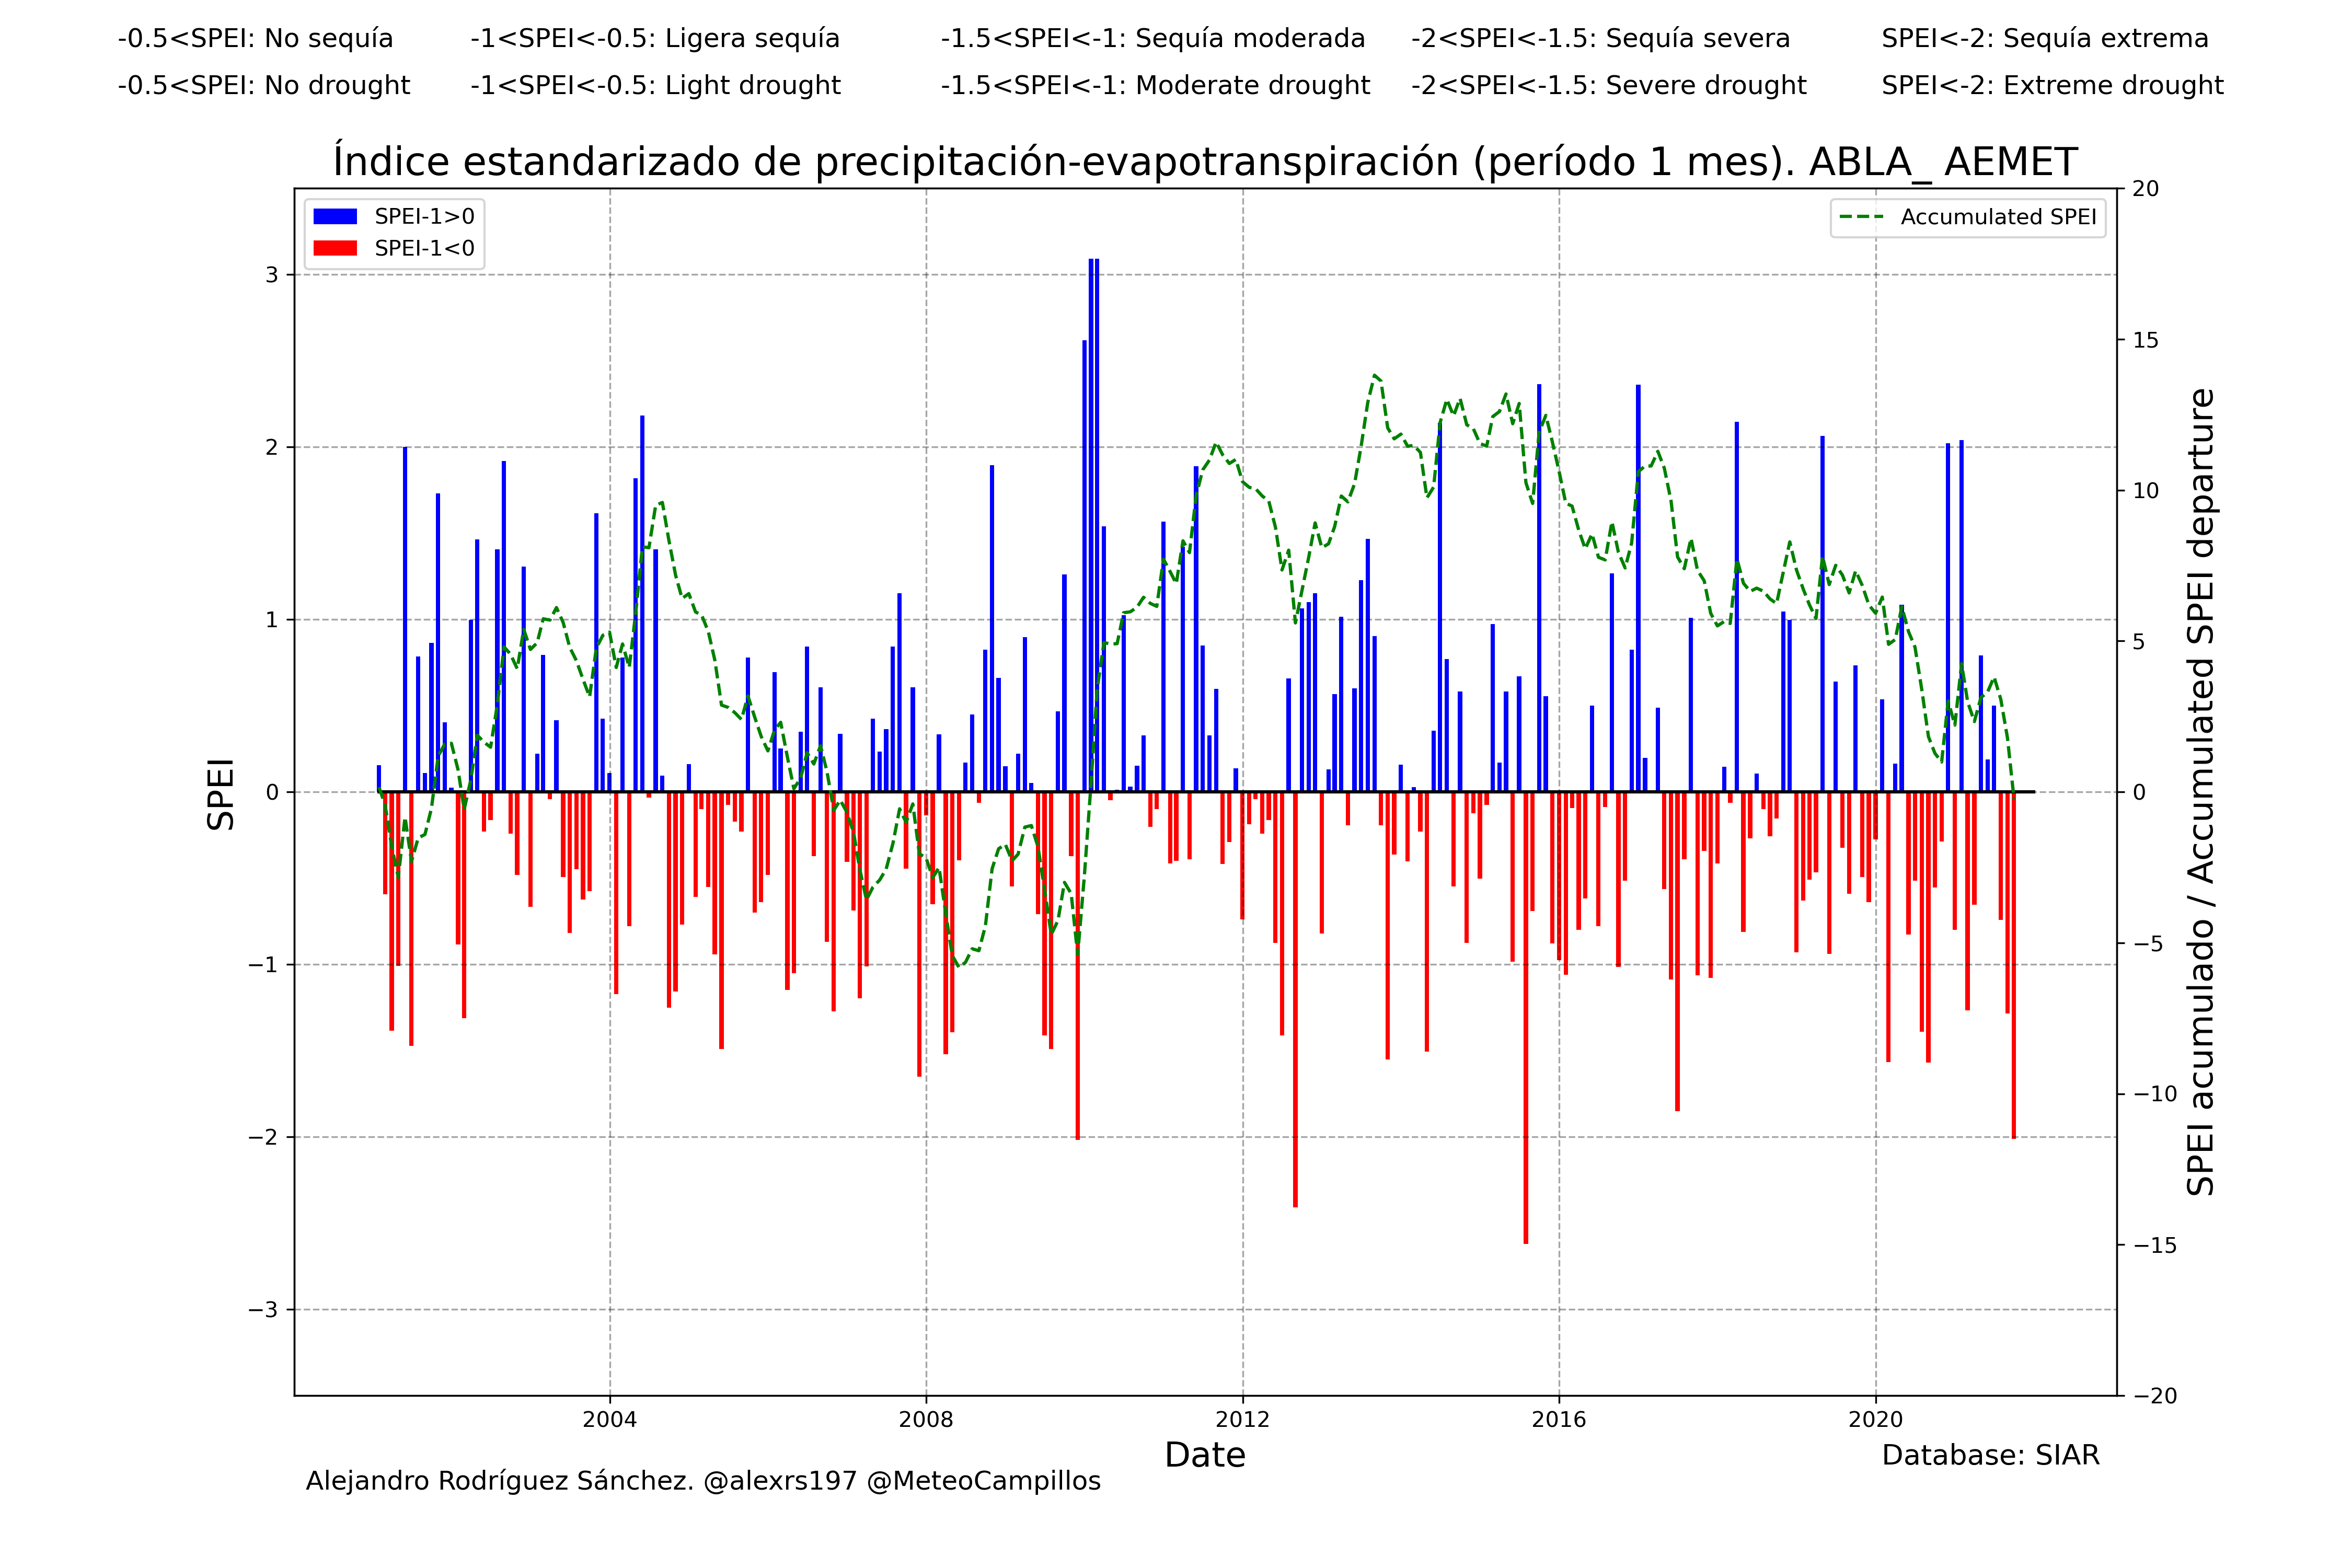 -0.5<SPEI: No sequía -1<SPEI<-0.5: Ligera sequía -1.5<SPEI<-1: Sequía moderada -2<SPEI<-1.5: Sequía severa SPEI<-2: Sequía extrema
-0.5<SPEI: No drought -1<SPEI<-0.5: Light drought -1.5<SPEI<-1: Moderate drought -2<SPEI<-1.5: Severe drought SPEI<-2: Extreme drought
Índice estandarizado de precipitación-evapotranspiración (período 1 mes). ABLA_ AEMET
SPEI-1>0
SPEI-1<0
Accumulated SPEI
SPEI
3
2
1
0
−1
−2
−3
20
15
10
5
0
−5
−10
−15
−20
SPEI acumulado / Accumulated SPEI departure
2004 2008 2012 2016 2020
Date
Database: SIAR
Alejandro Rodríguez Sánchez. @alexrs197 @MeteoCampillos